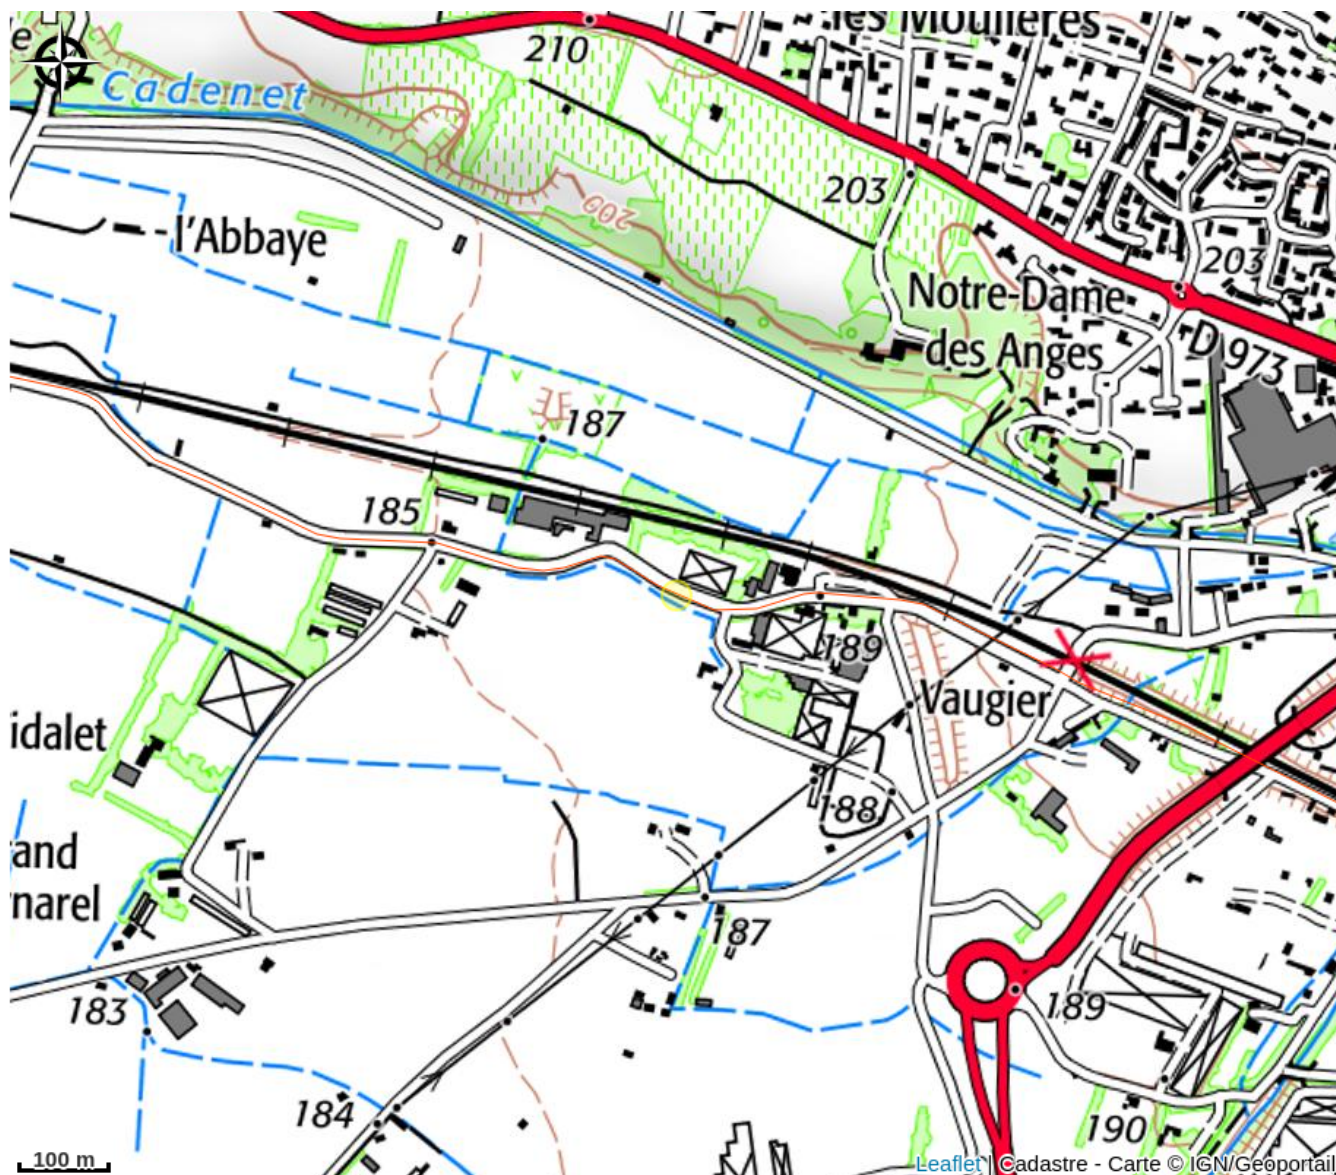 les Moulières
e
210
Cadenet
203
200
l'Abbaye
203
Notre-Dame
des Anges
D 973
187
185
189
Vaugier
idalet
188
and
narel
187
183
189
184
190
100 m
Leaflet | Cadastre - Carte © IGN/Geoportail